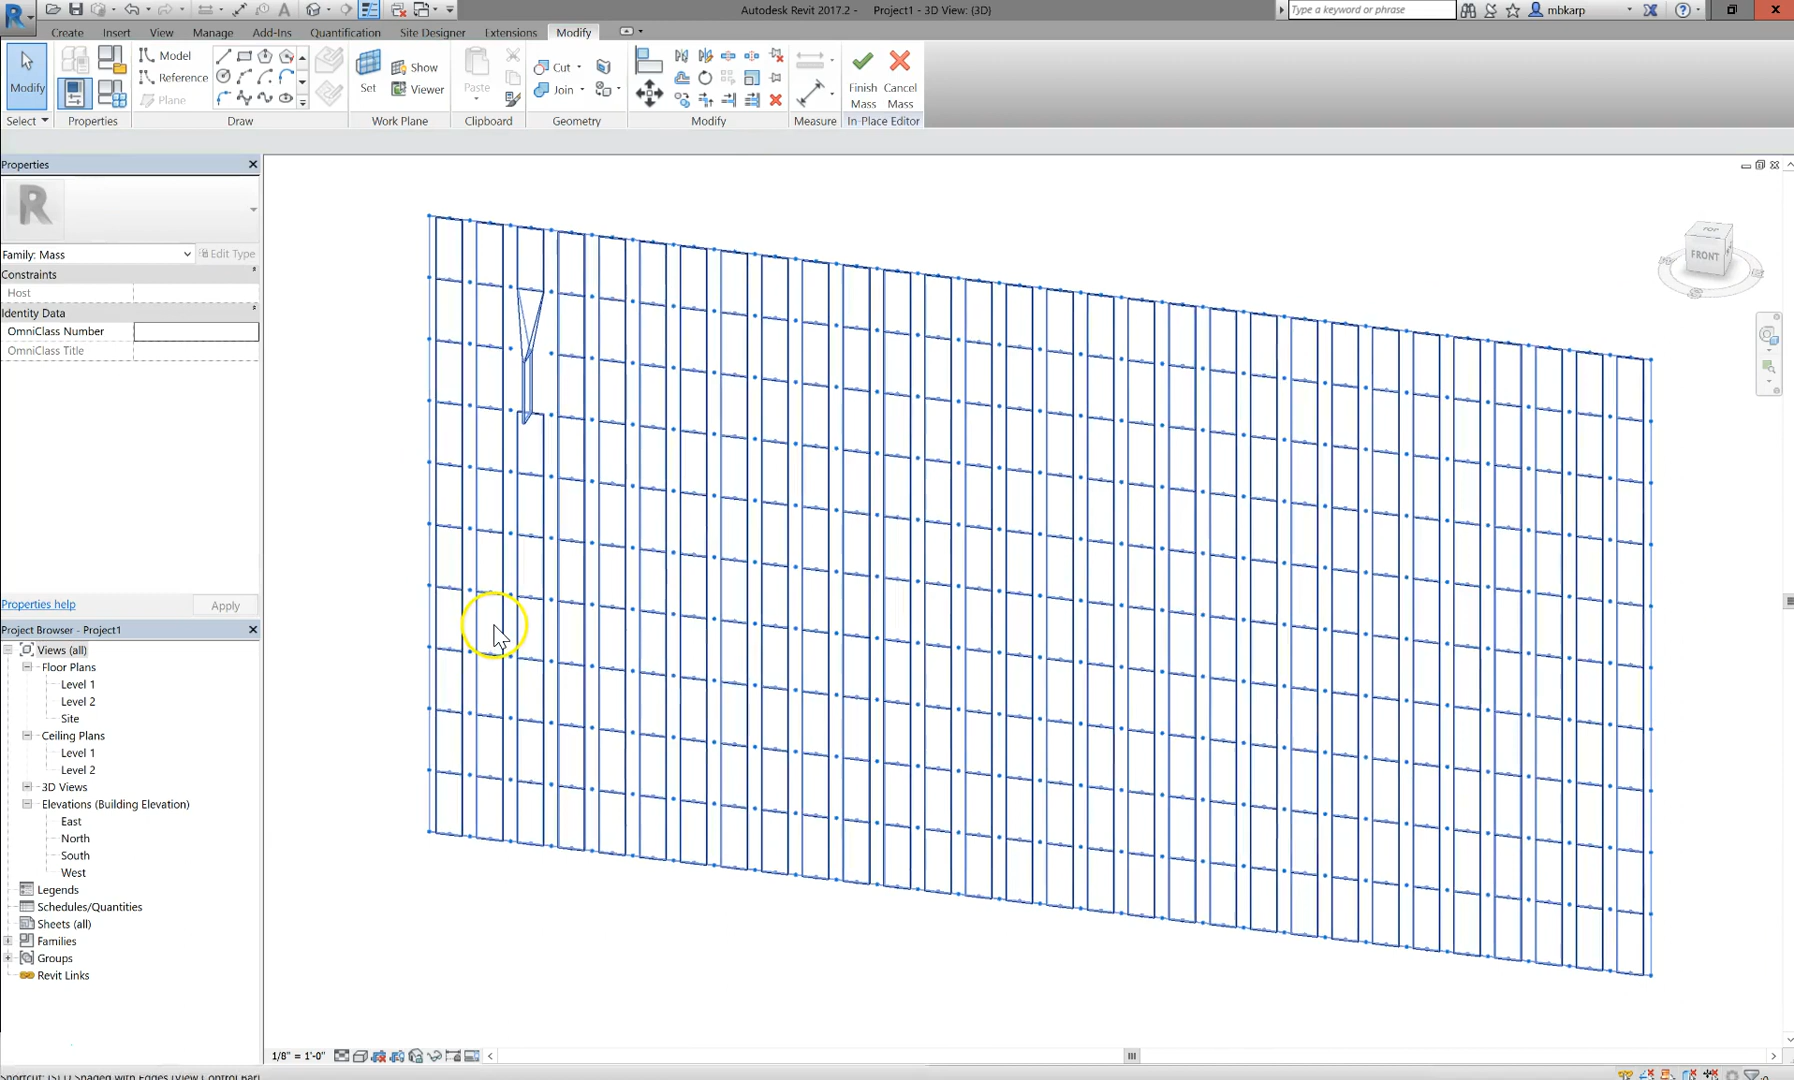 Autodesk Revit 2017.2 - Project1 - 3D View: {3D}
Type a keyword or phrase
mbkarp
Create Insert View Manage Add-Ins Quantification Site Designer Extensions Modify
Modify
Model
Reference
Plane
Set
Show
Viewer
Paste
Cut
Join
Finish Mass
Cancel Mass
Select Properties Draw Work Plane Clipboard Geometry Modify Measure In-Place Editor
Properties
R
Family: Mass
Edit Type
Constraints
Host
Identity Data
OmniClass Number
OmniClass Title
Properties help
Apply
Project Browser - Project1
Views (all)
Floor Plans
Level 1
Level 2
Site
Ceiling Plans
Level 1
Level 2
3D Views
Elevations (Building Elevation)
East
North
South
West
Legends
Schedules/Quantities
Sheets (all)
Families
Groups
Revit Links
TOP
FRONT
S
1/8" = 1'-0"
:0